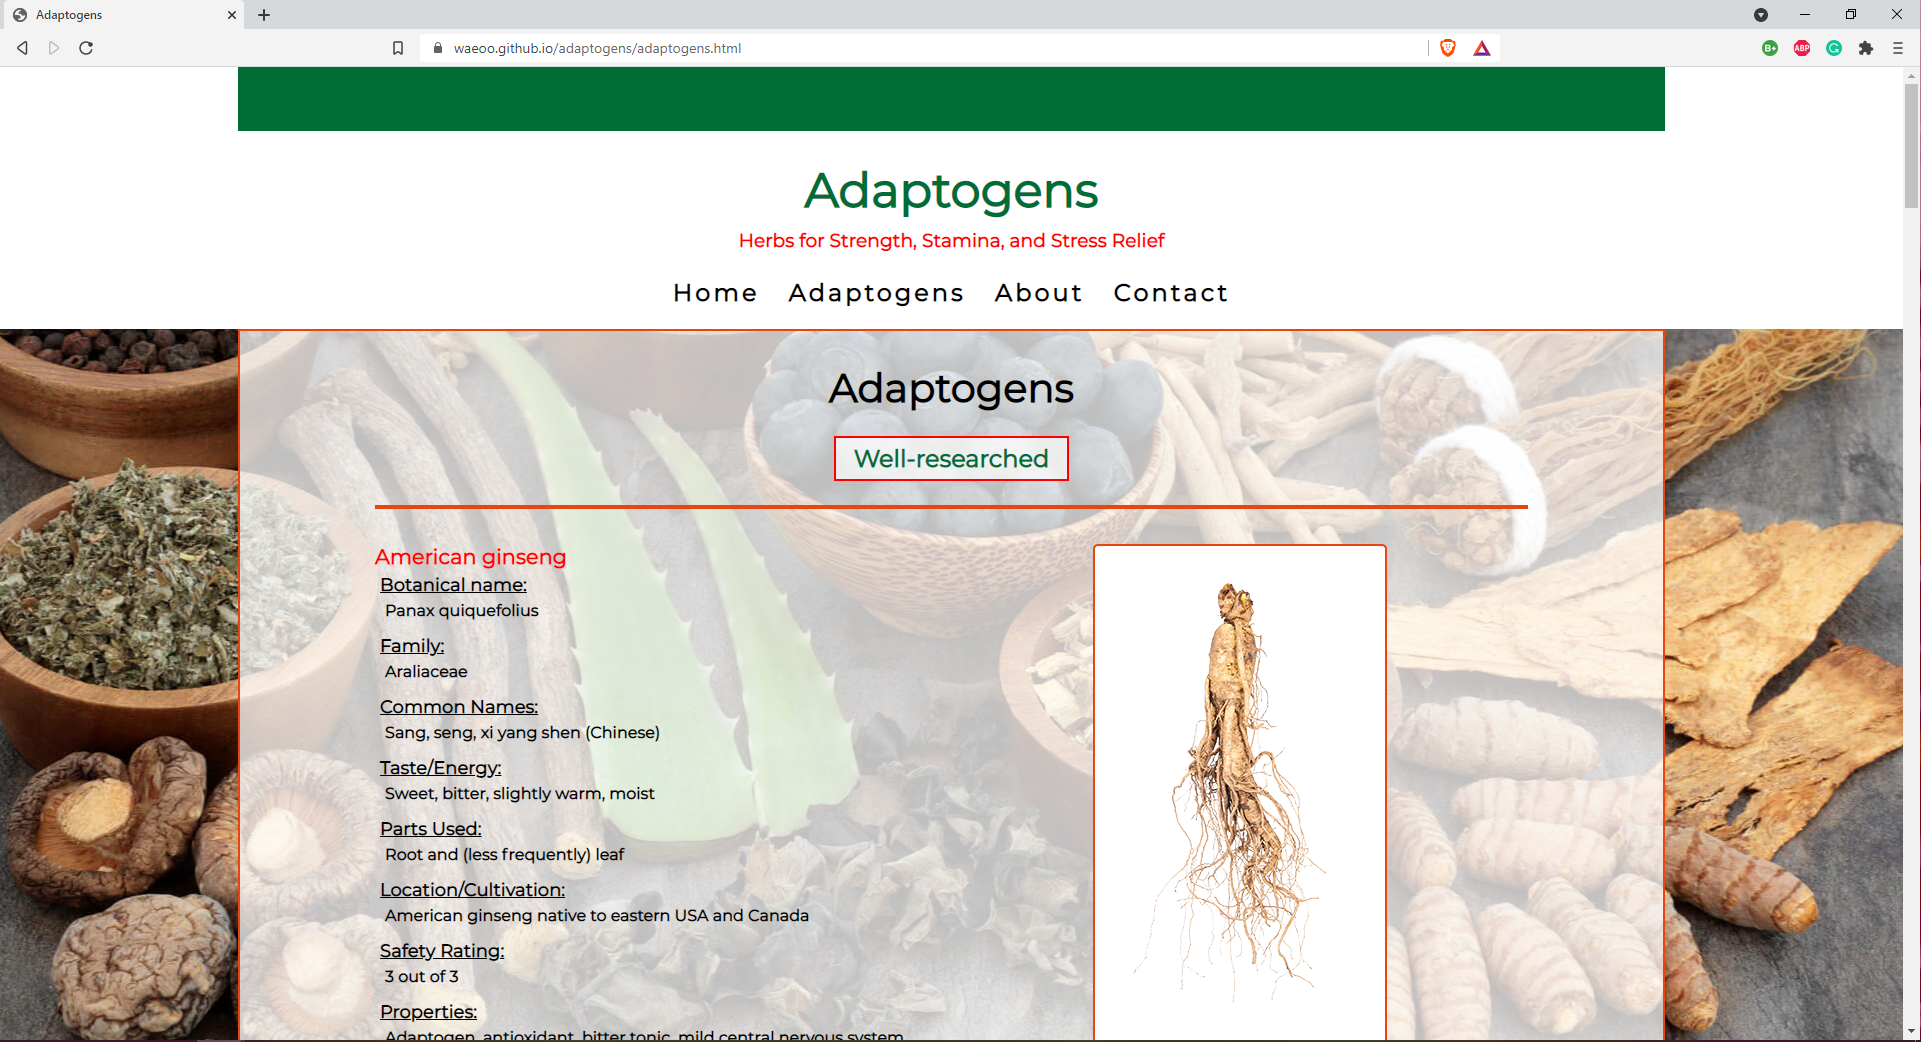 Adaptogens
waeoo.github.io/adaptogens/adaptogens.html
B+
ABP
Adaptogens
Herbs for Strength, Stamina, and Stress Relief
Home Adaptogens About Contact
Adaptogens
Well-researched
American ginseng
Botanical name:
Panax quiquefolius
Family:
Araliaceae
Common Names:
Sang, seng, xi yang shen (Chinese)
Taste/Energy:
Sweet, bitter, slightly warm, moist
Parts Used:
Root and (less frequently) leaf
Location/Cultivation:
American ginseng native to eastern USA and Canada
Safety Rating:
3 out of 3
Properties:
Adaptogen, antioxidant, bitter tonic, mild central nervous system